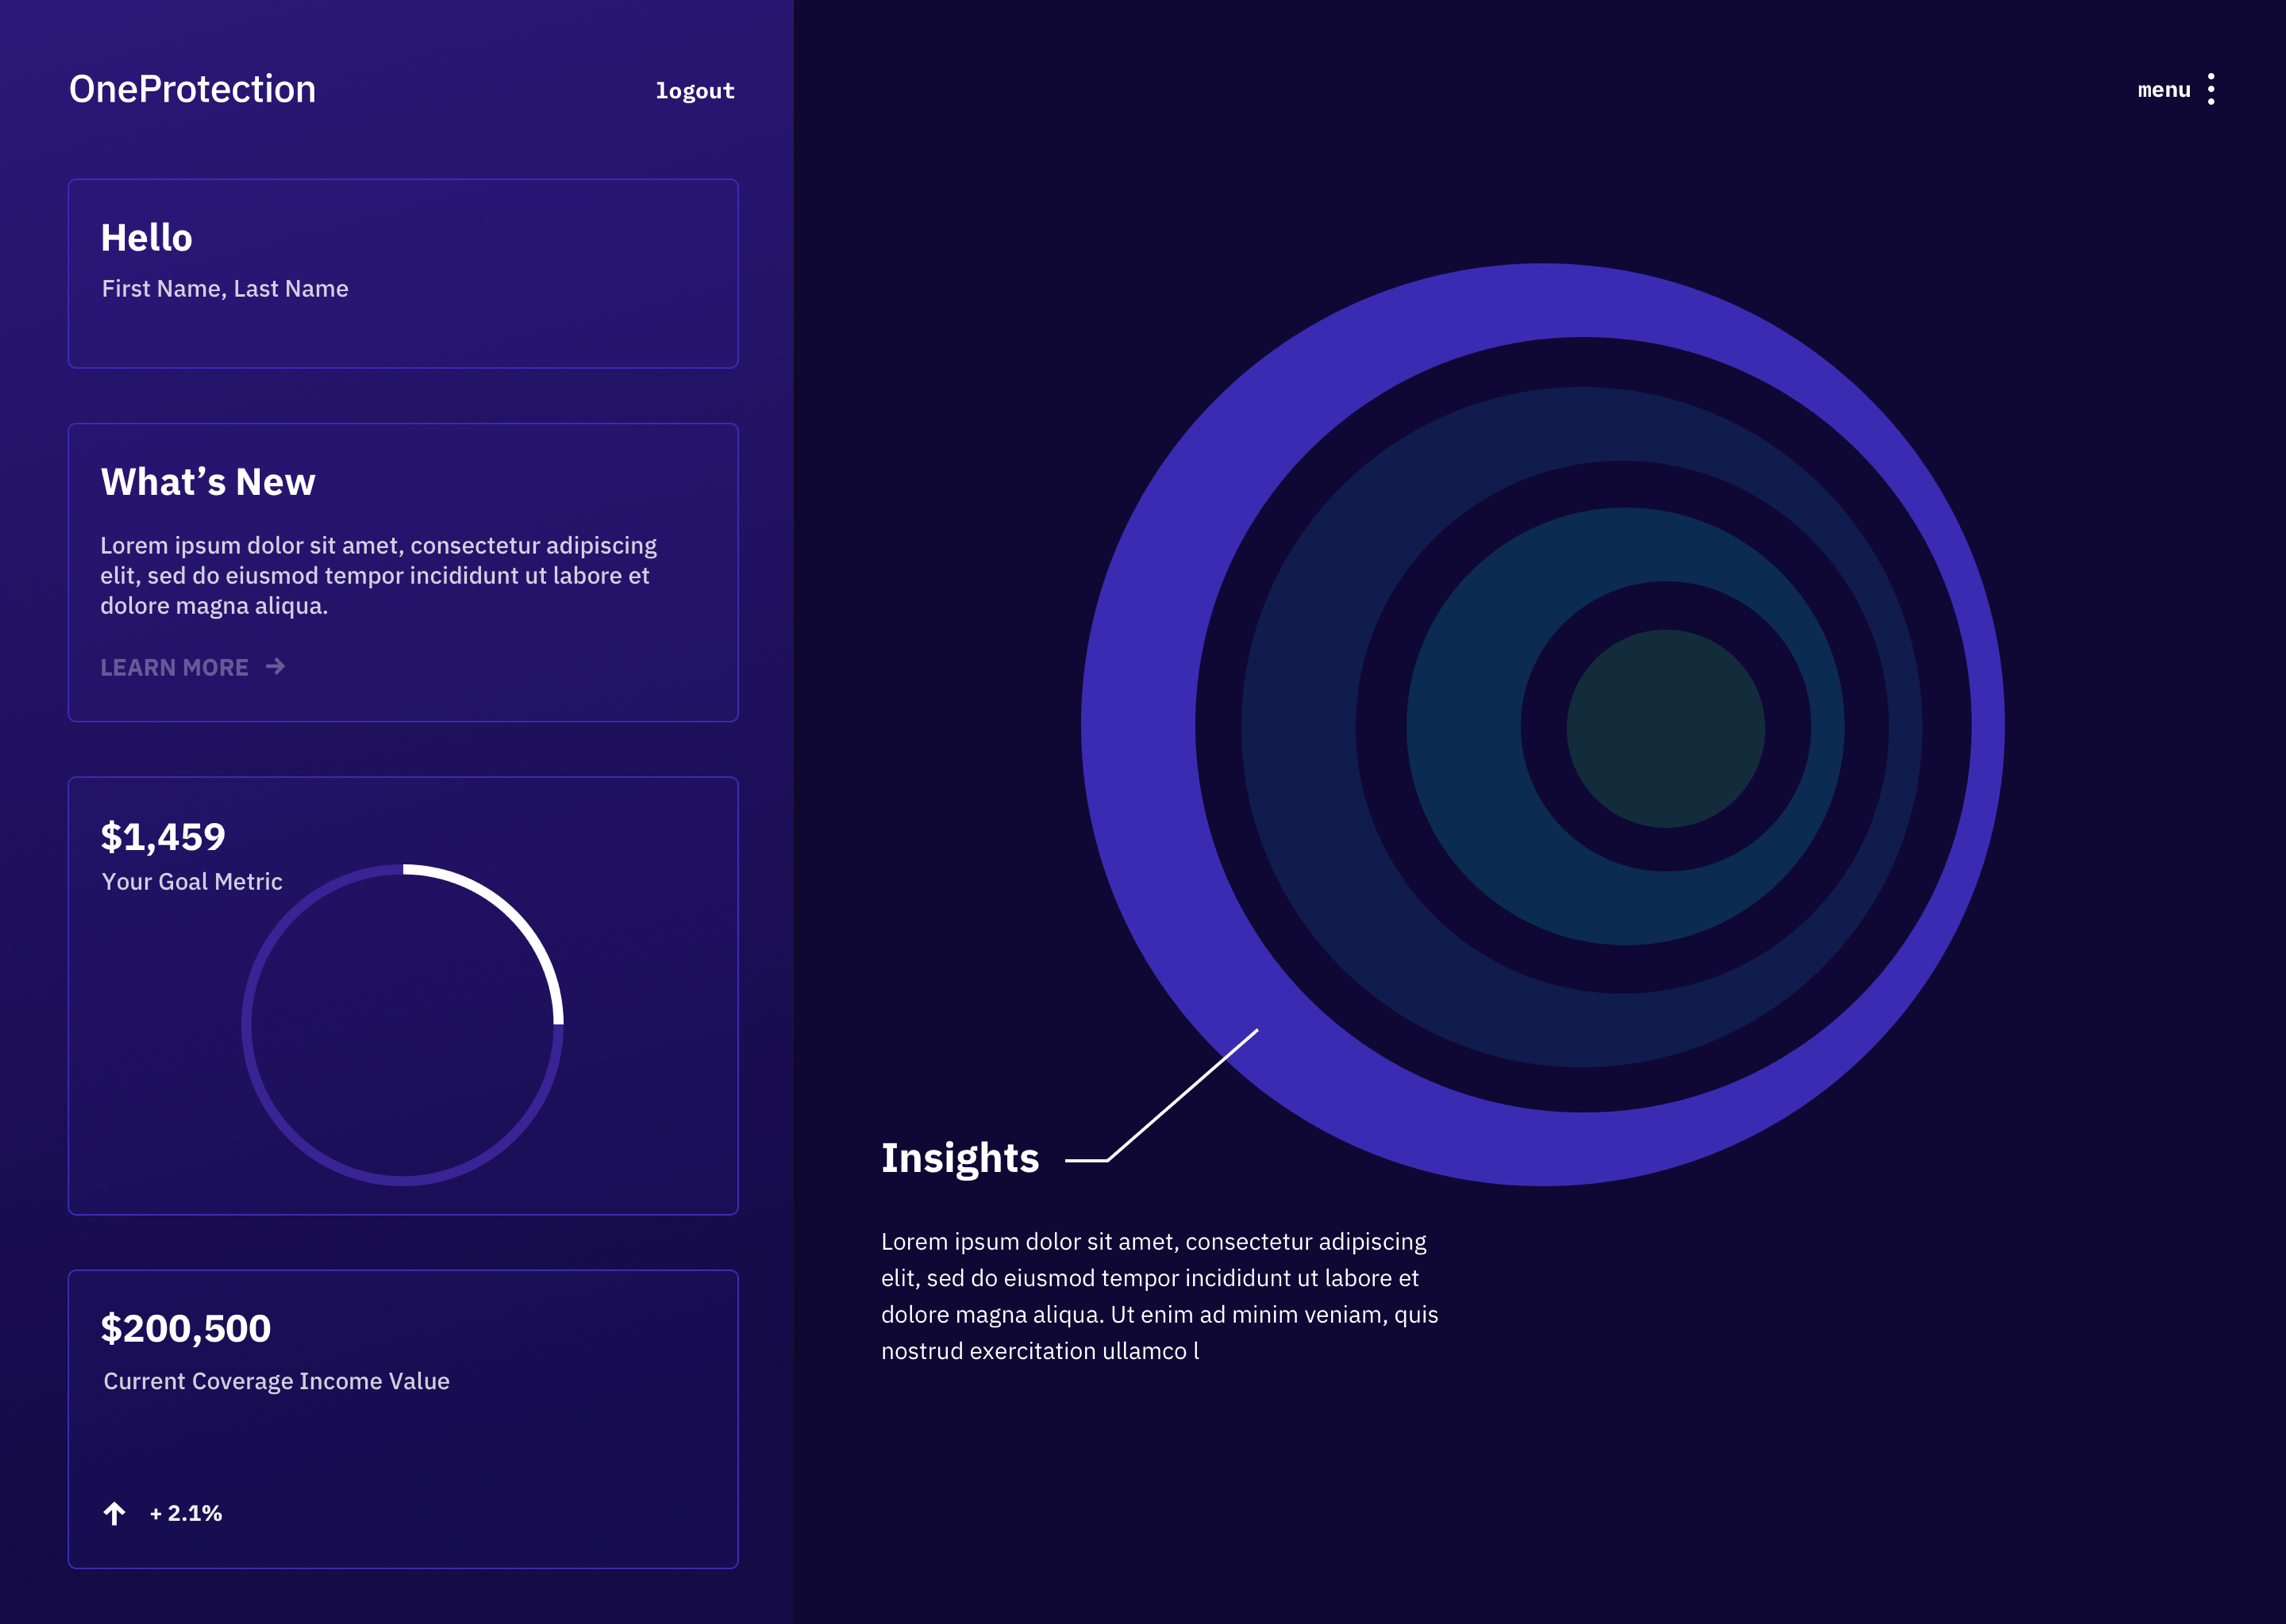 OneProtection
logout
menu
Hello
First Name, Last Name
What’s New
Lorem ipsum dolor sit amet, consectetur adipiscing
elit, sed do eiusmod tempor incididunt ut labore et
dolore magna aliqua.
LEARN MORE
$1,459
Your Goal Metric
$200,500
Current Coverage Income Value
+ 2.1%
Insights
Lorem ipsum dolor sit amet, consectetur adipiscing
elit, sed do eiusmod tempor incididunt ut labore et
dolore magna aliqua. Ut enim ad minim veniam, quis
nostrud exercitation ullamco l